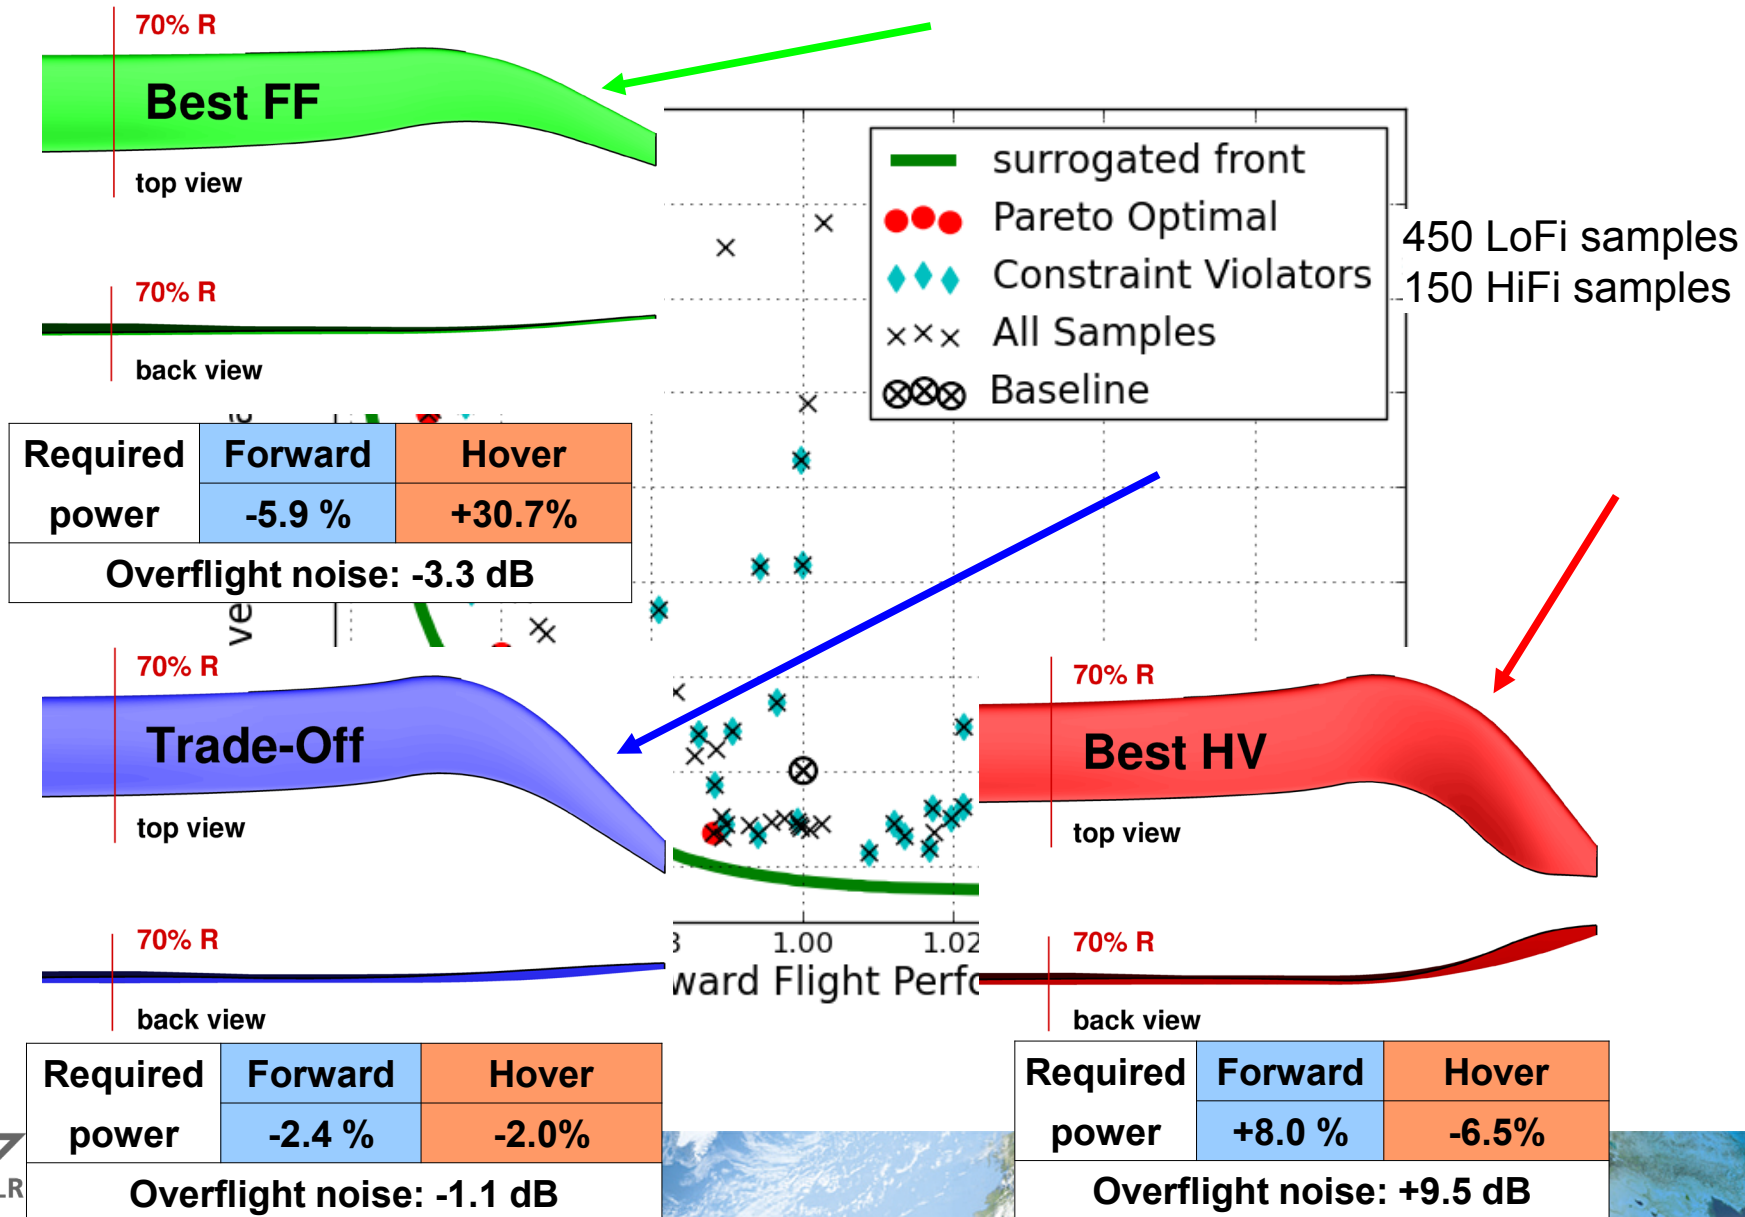 70% R
Best FF
top view
70% R
back view
Required Forward Hover
power -5.9 % +30.7%
Overflight noise: -3.3 dB
surrogated front
Pareto Optimal
Constraint Violators
All Samples
Baseline
450 LoFi samples
150 HiFi samples
70% R
Trade-Off
top view
70% R
back view
Required Forward Hover
power -2.4 % -2.0%
Overflight noise: -1.1 dB
1.00 1.02
ward Flight Perfo
70% R
Best HV
top view
70% R
back view
Required Forward Hover
power +8.0 % -6.5%
Overflight noise: +9.5 dB